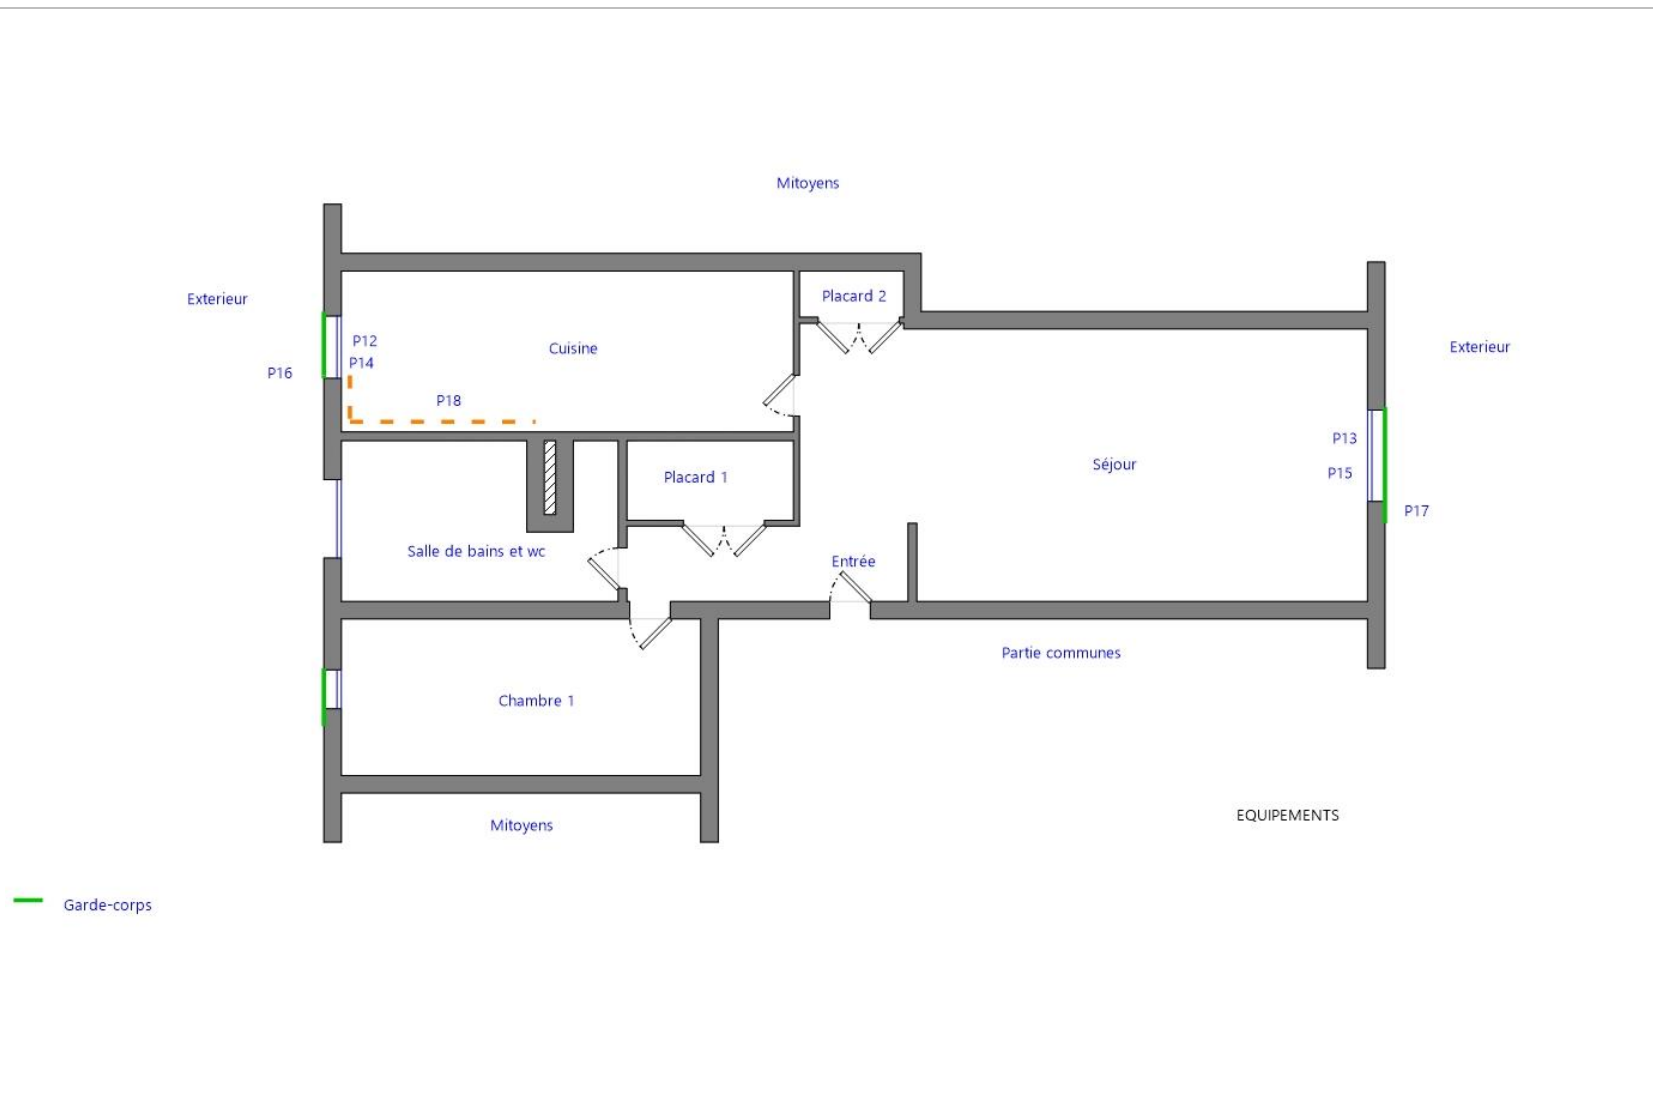 Mitoyens
Exterieur
Placard 2
P12
Cuisine
Exterieur
P14
P16
P18
P13
Séjour
Placard 1
P15
P17
Salle de bains et wc
Entrée
Partie communes
Chambre 1
Mitoyens
EQUIPEMENTS
Garde-corps